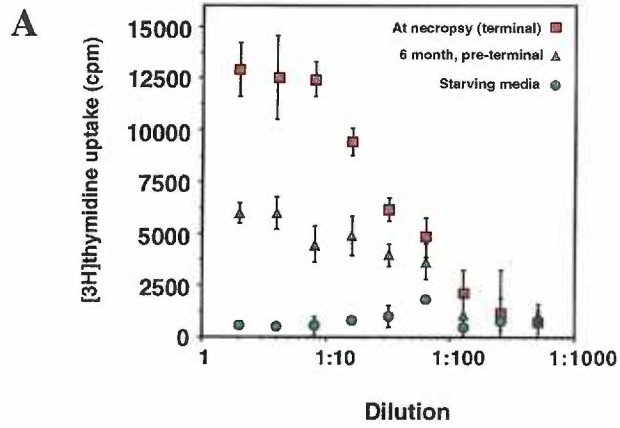 A
[3H]thymidine uptake (cpm)
15000
12500
10000
7500
5000
2500
0
At necropsy (terminal)
6 month, pre-terminal
Starving media
1
1:10
1:100
1:1000
Dilution